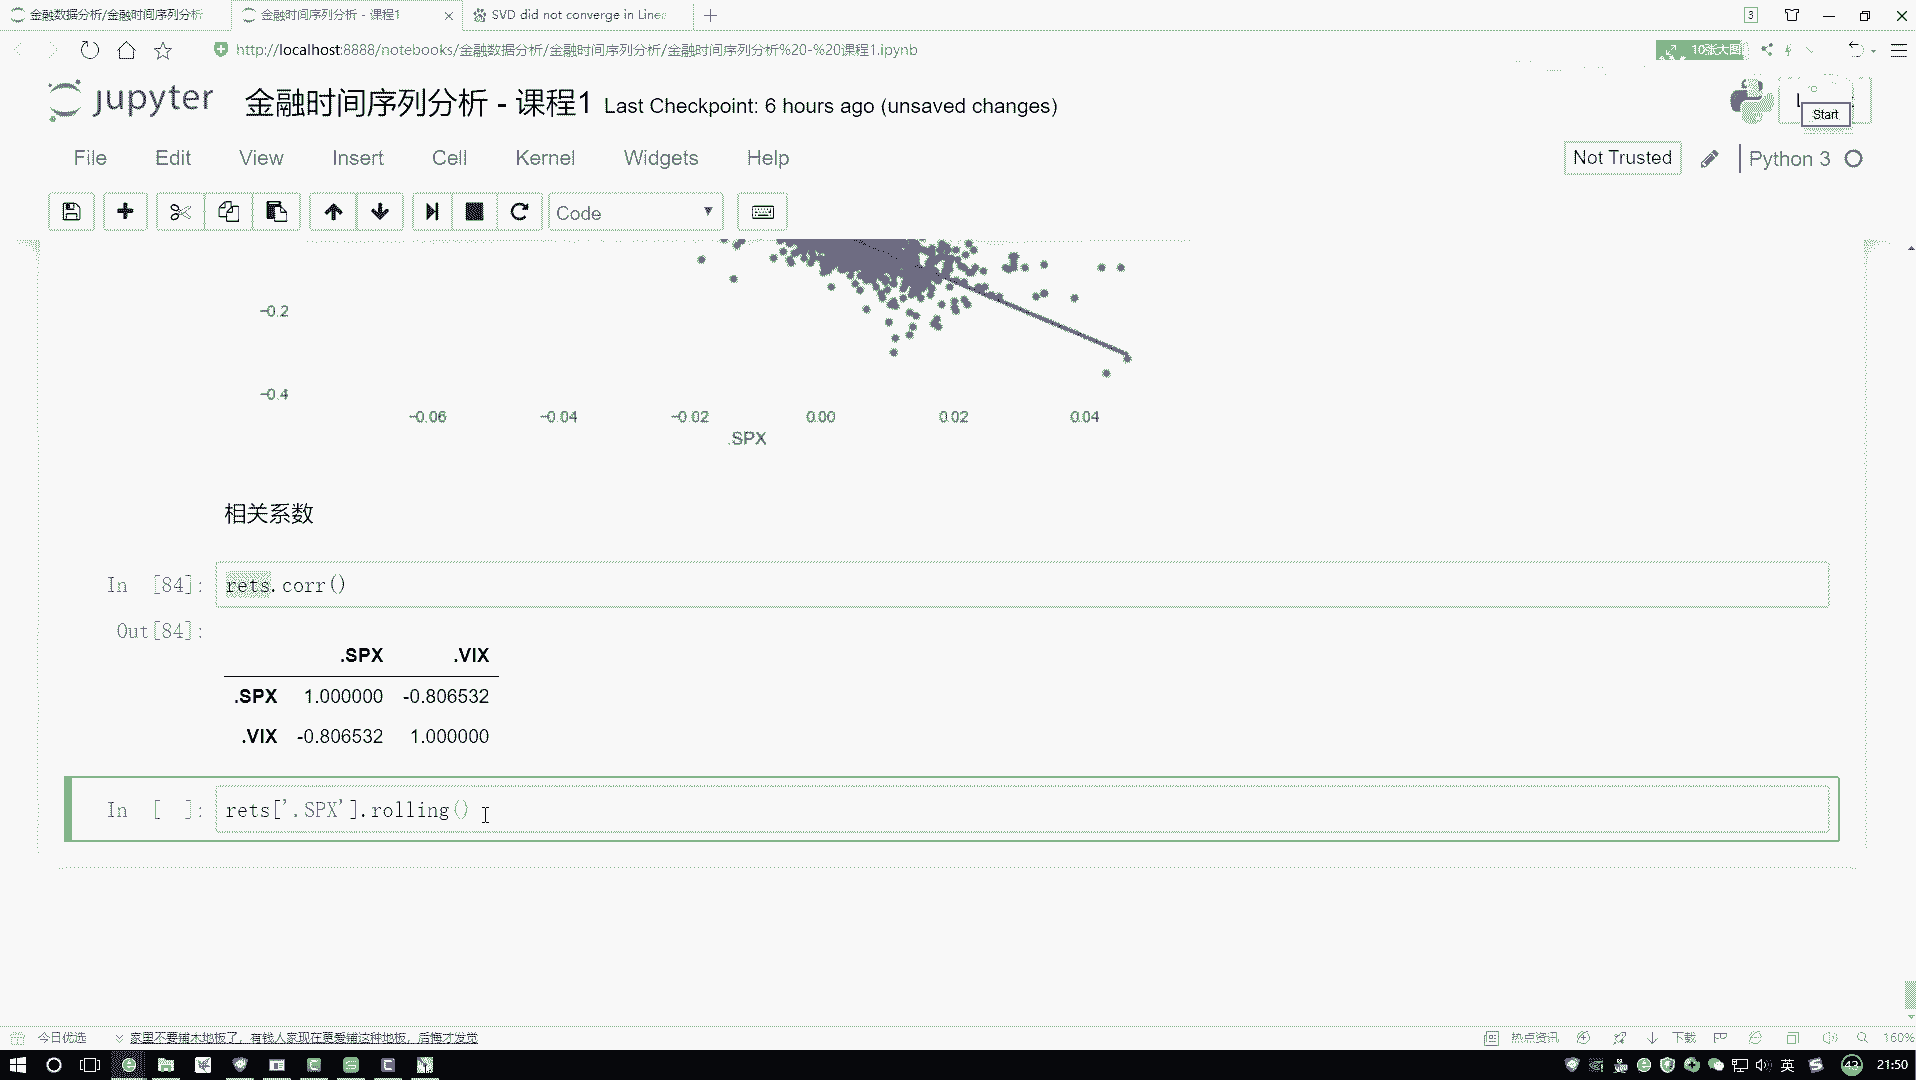 金融数据分析/金融时间序列分析
金融时间序列分析 - 课程1
SVD did not converge in Linea
3
http://localhost:8888/notebooks/金融数据分析/金融时间序列分析/金融时间序列分析%20-%20课程1.ipynb
10张大图
jupyter
金融时间序列分析 - 课程1 Last Checkpoint: 6 hours ago (unsaved changes)
Start
File Edit View Insert Cell Kernel Widgets Help
Not Trusted
Python 3
Code
−0.2
−0.4
−0.06 −0.04 −0.02 0.00 0.02 0.04
.SPX
相关系数
In [84]: rets.corr()
Out[84]:
.SPX .VIX
.SPX 1.000000 -0.806532
.VIX -0.806532 1.000000
In [ ]: rets['.SPX'].rolling()
今日优选
家里不要铺木地板了，有钱人家现在更爱铺这种地板，后悔才发觉
热点资讯
下载
160%
英
43
21:50